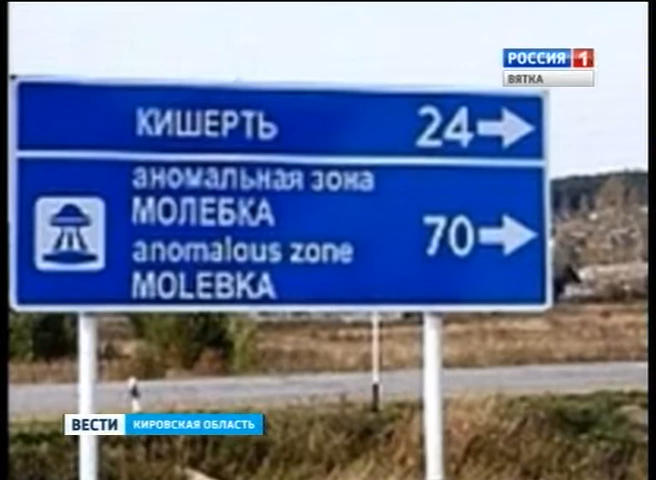 РОССИЯ 1
ВЯТКА
КИШЕРТЬ 24
аномальная зона
МОЛЕБКА
70
anomalous zone
MOLEBKA
ВЕСТИ КИРОВСКАЯ ОБЛАСТЬ